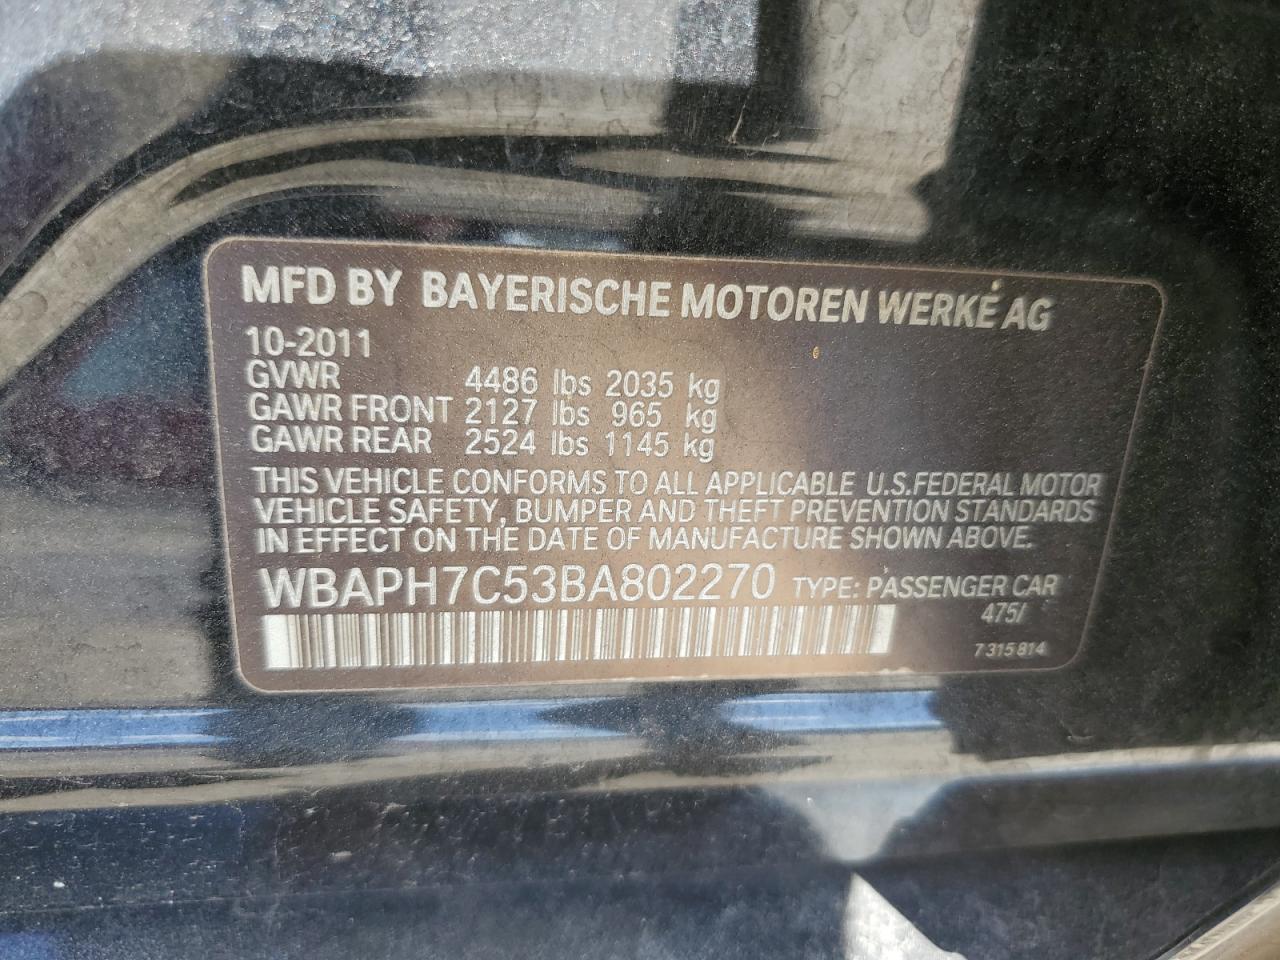 MFD BY BAYERISCHE MOTOREN WERKE AG
10-2011
GVWR 4486 lbs 2035 kg
GAWR FRONT 2127 lbs 965 kg
GAWR REAR 2524 lbs 1145 kg
THIS VEHICLE CONFORMS TO ALL APPLICABLE U.S.FEDERAL MOTOR
VEHICLE SAFETY, BUMPER AND THEFT PREVENTION STANDARDS
IN EFFECT ON THE DATE OF MANUFACTURE SHOWN ABOVE.
WBAPH7C53BA802270 TYPE: PASSENGER CAR
475/
7 315 814